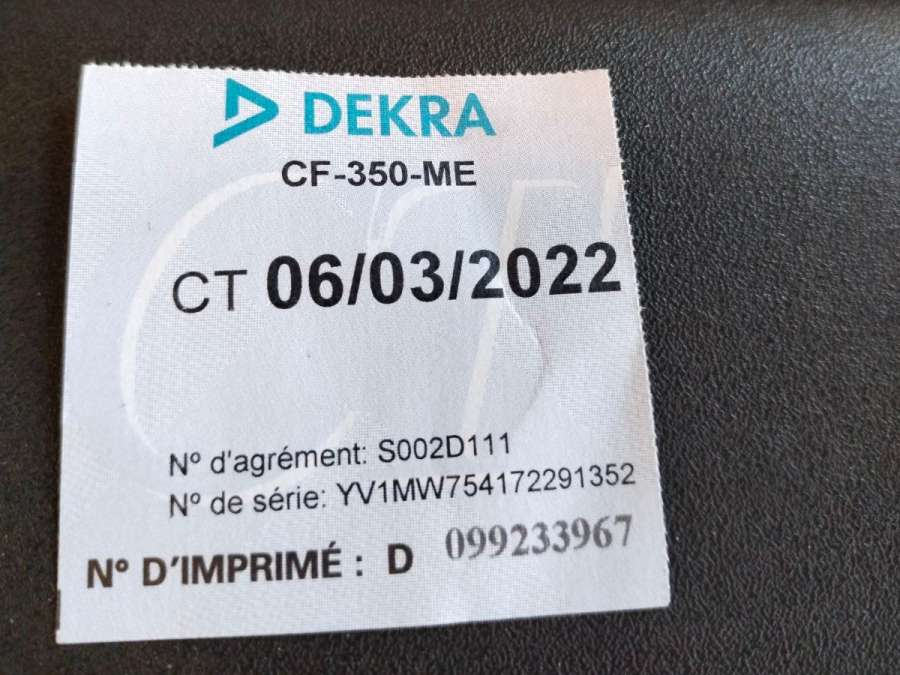 DEKRA
CF-350-ME
CT 06/03/2022
N° d'agrément: S002D111
N° de série: YV1MW754172291352
N° D'IMPRIMÉ : D 099233967